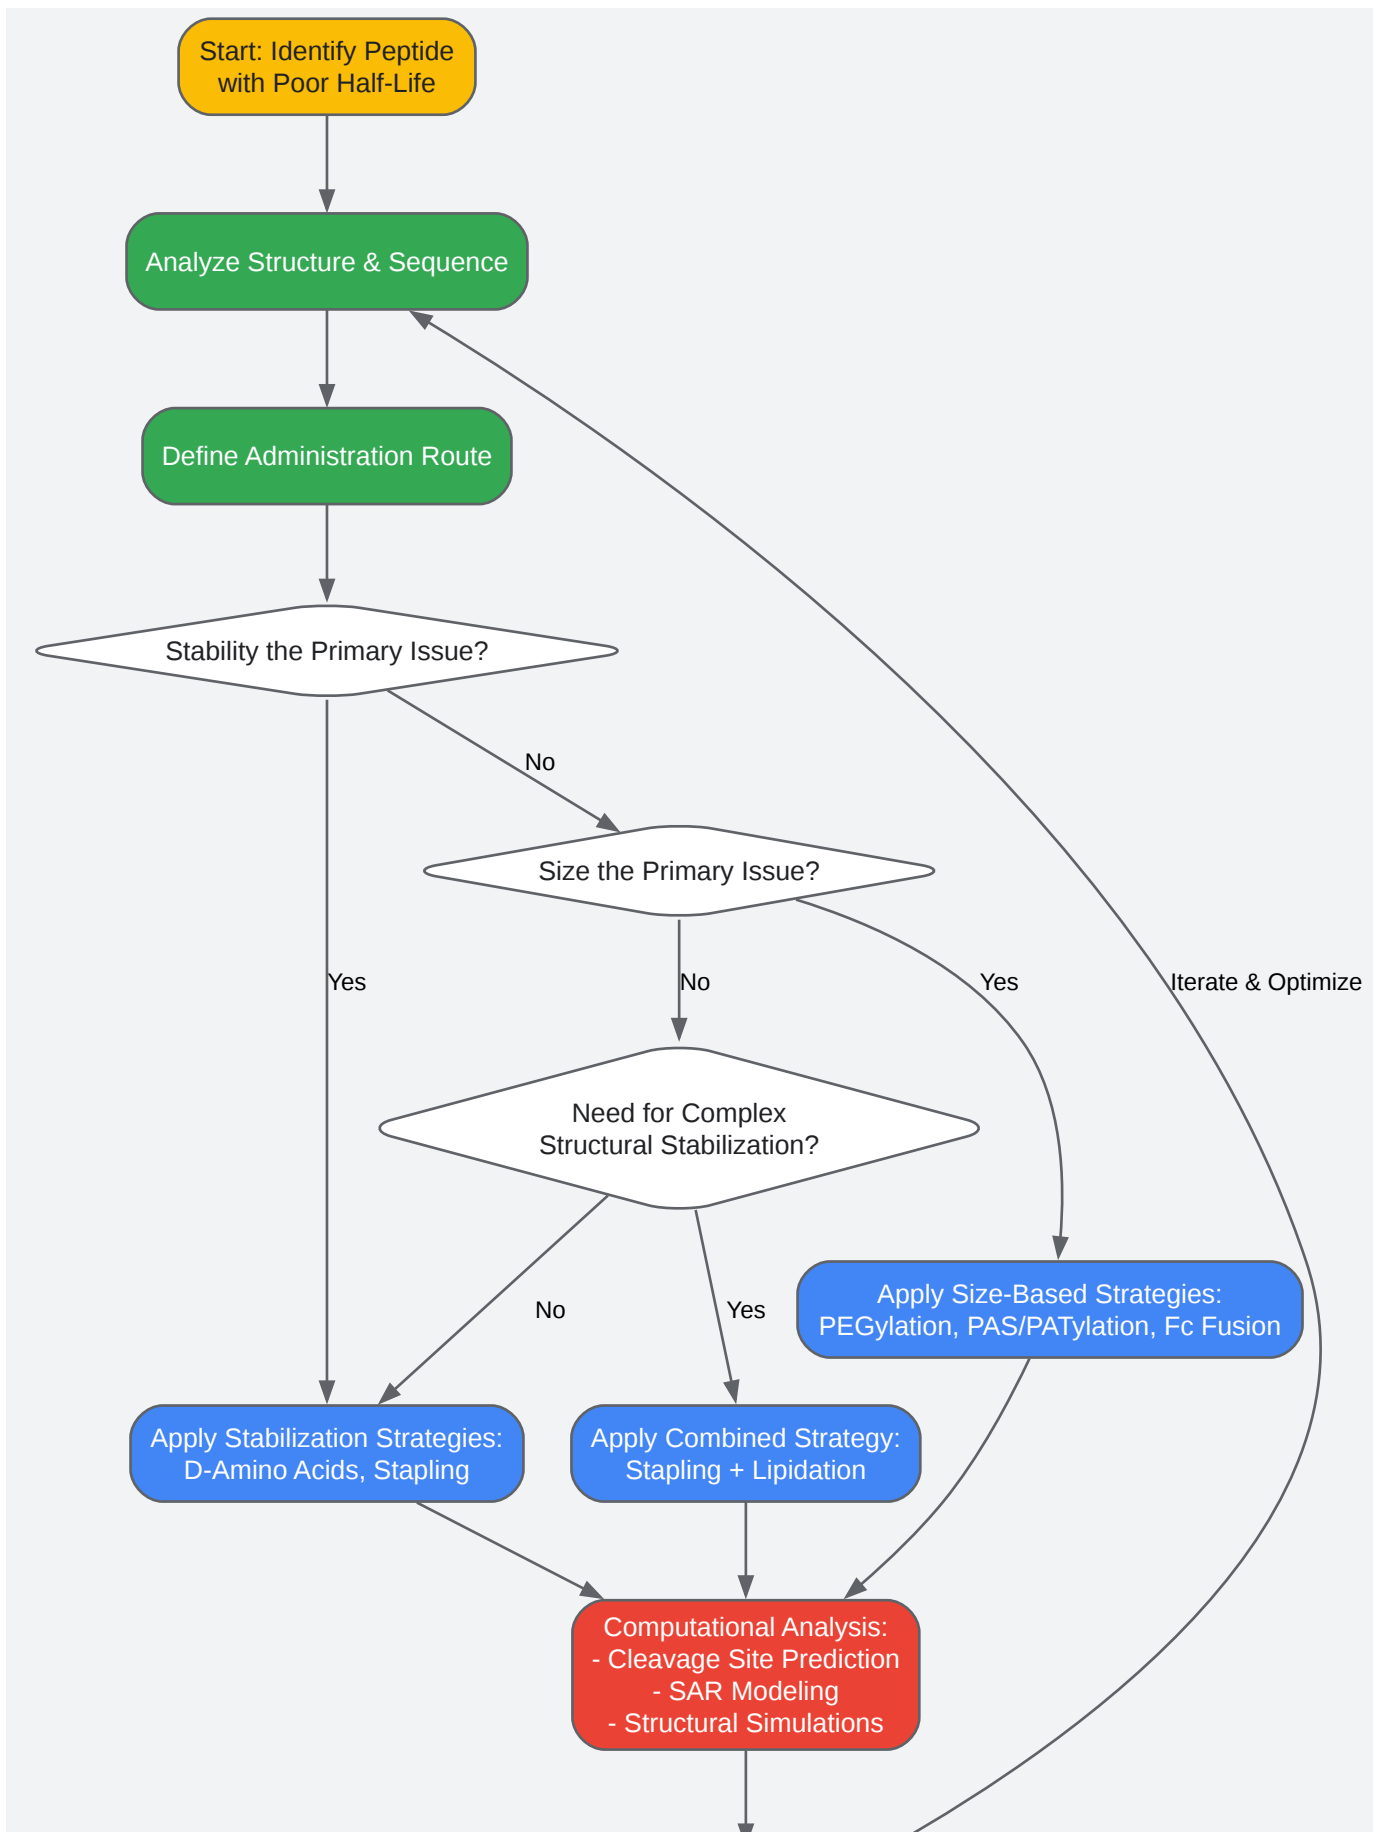 Start: Identify Peptide
with Poor Half-Life
Analyze Structure & Sequence
Define Administration Route
Stability the Primary Issue?
No
Size the Primary Issue?
Yes
No
Yes
Iterate & Optimize
Need for Complex
Structural Stabilization?
No
Yes
Apply Size-Based Strategies:
PEGylation, PAS/PATylation, Fc Fusion
Apply Stabilization Strategies:
D-Amino Acids, Stapling
Apply Combined Strategy:
Stapling + Lipidation
Computational Analysis:
- Cleavage Site Prediction
- SAR Modeling
- Structural Simulations